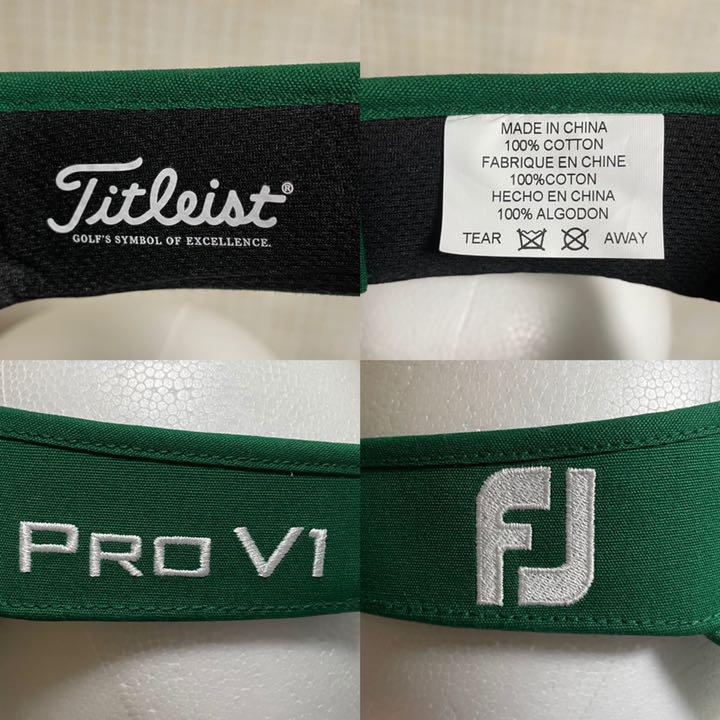 Titleist®
GOLF'S SYMBOL OF EXCELLENCE.
MADE IN CHINA
100% COTTON
FABRIQUE EN CHINE
100%COTON
HECHO EN CHINA
100% ALGODON
TEAR AWAY
PRO V1
FJ